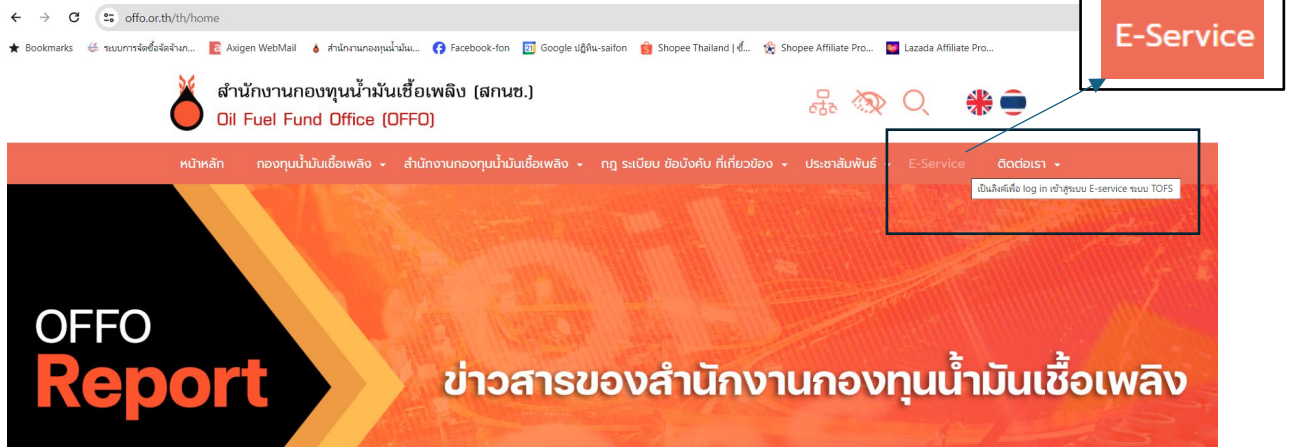 offo.or.th/th/home
E-Service
Bookmarks ระบบการจัดซื้อจัดจ้างภ... Axigen WebMail สำนักงานกองทุนน้ำมันเ... Facebook-fon Google ปฏิทิน-saifon Shopee Thailand | ซื้... Shopee Affiliate Pro... Lazada Affiliate Pro...
สำนักงานกองทุนน้ำมันเชื้อเพลิง (สกนช.)
Oil Fuel Fund Office (OFFO)
หน้าหลัก กองทุนน้ำมันเชื้อเพลิง สำนักงานกองทุนน้ำมันเชื้อเพลิง กฎ ระเบียบ ข้อบังคับ ที่เกี่ยวข้อง ประชาสัมพันธ์ E-Service ติดต่อเรา
เป็นลิงค์เพื่อ log in เข้าสู่ระบบ E-service ระบบ TOFS
Oil
OFFO
Report
ข่าวสารของสำนักงานกองทุนน้ำมันเชื้อเพลิง